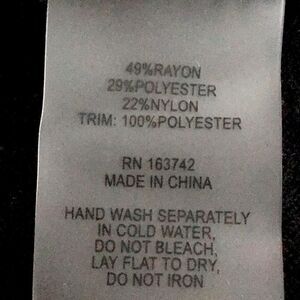 49%RAYON
29%POLYESTER
22%NYLON
TRIM: 100%POLYESTER
RN 163742
MADE IN CHINA
HAND WASH SEPARATELY
IN COLD WATER,
DO NOT BLEACH,
LAY FLAT TO DRY,
DO NOT IRON